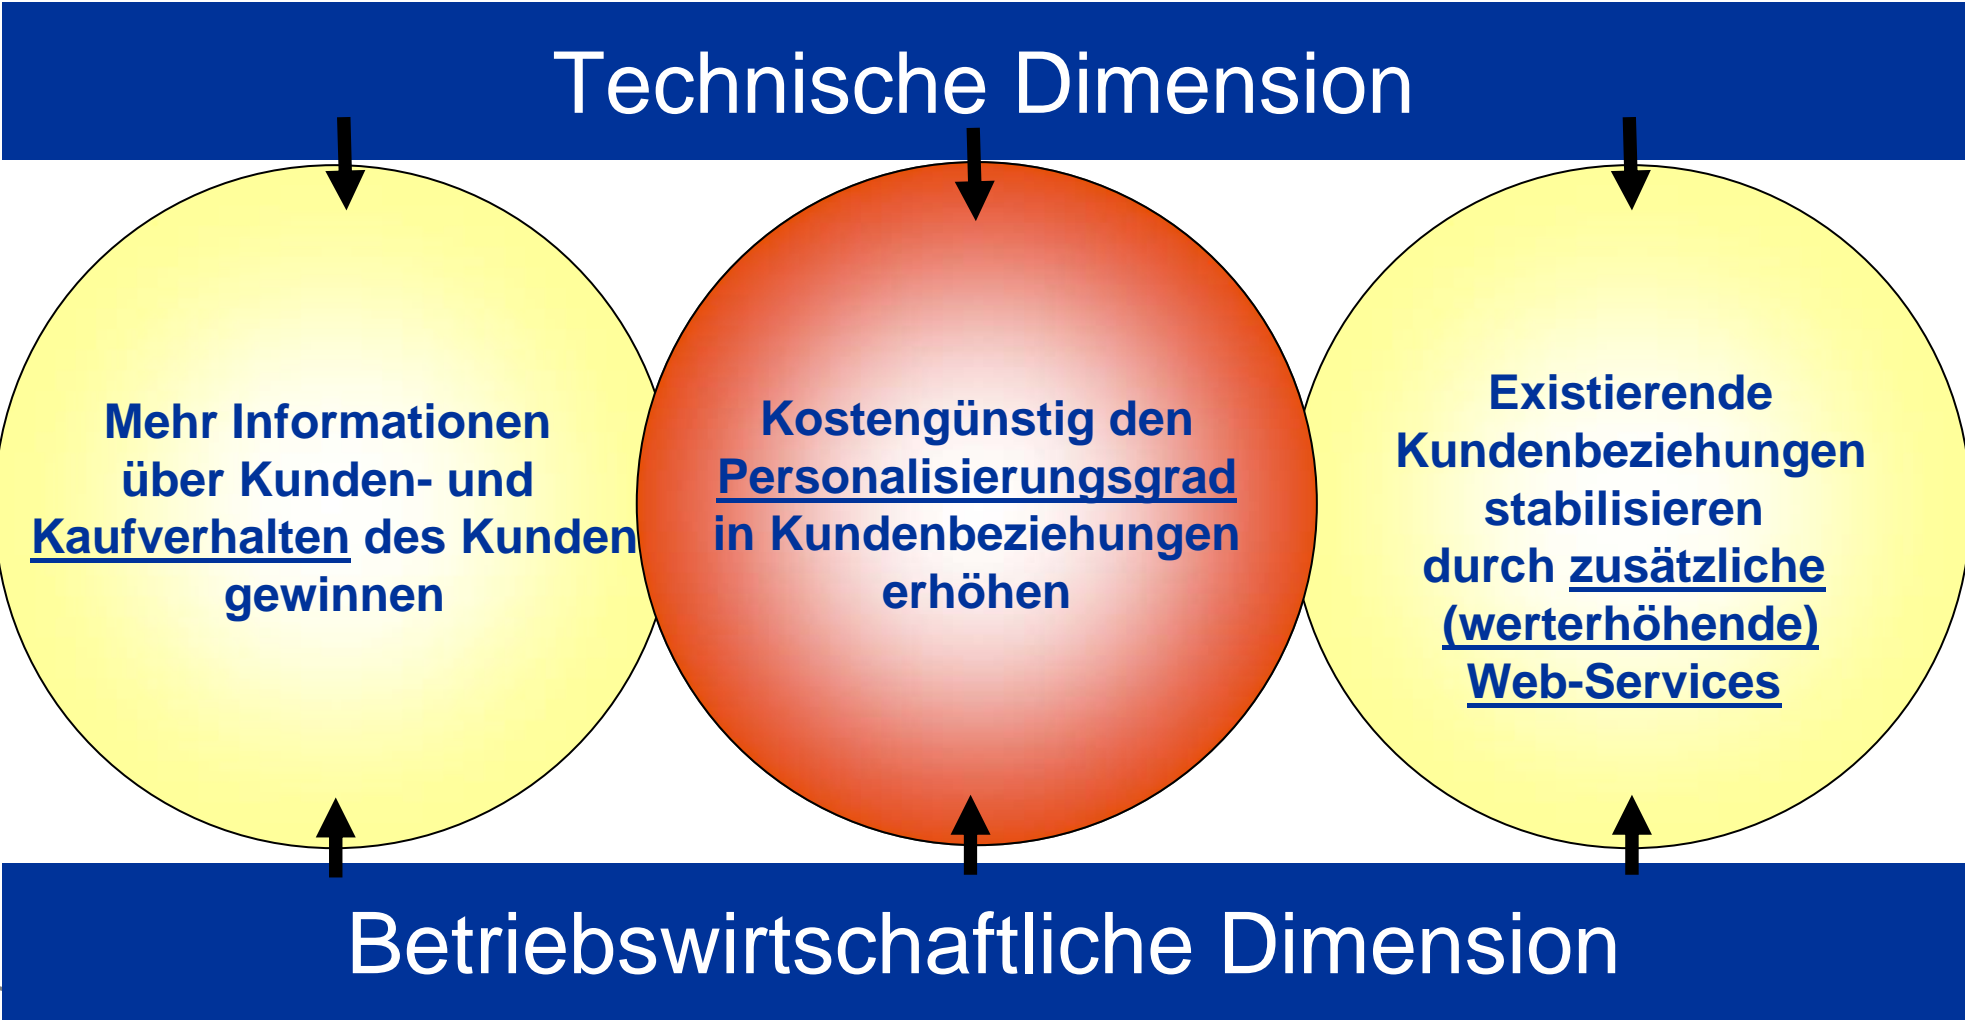 Technische Dimension
Mehr Informationen
über Kunden- und
Kaufverhalten des Kunden
gewinnen
Kostengünstig den
Personalisierungsgrad
in Kundenbeziehungen
erhöhen
Existierende
Kundenbeziehungen
stabilisieren
durch zusätzliche
(werterhöhende)
Web-Services
Betriebswirtschaftliche Dimension